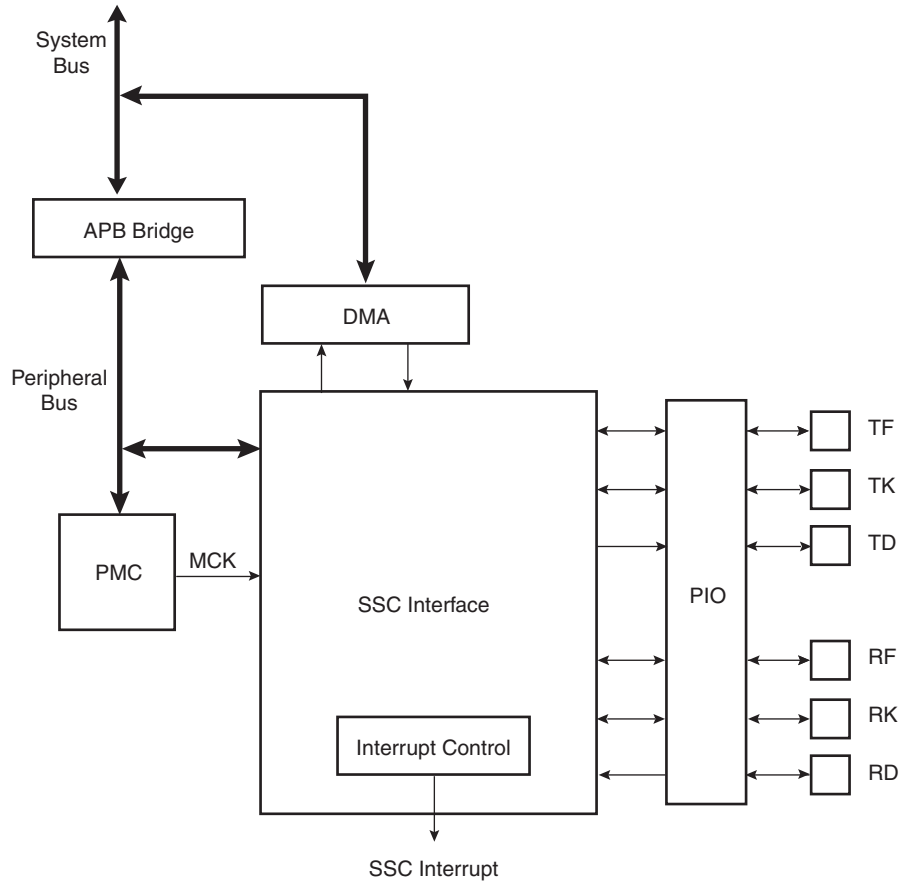 System
Bus
APB Bridge
DMA
Peripheral
Bus
PMC
MCK
SSC Interface
Interrupt Control
SSC Interrupt
PIO
TF
TK
TD
RF
RK
RD